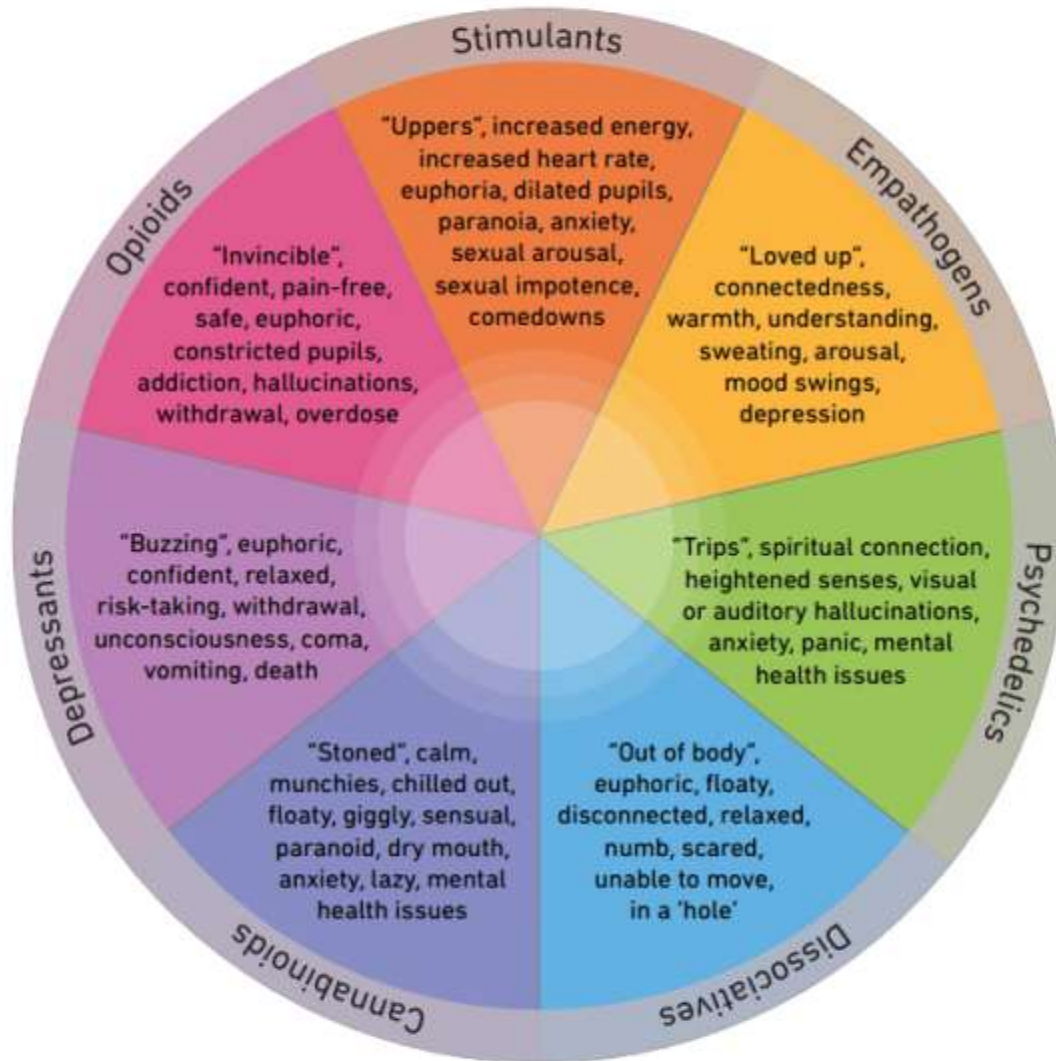 Stimulants
"Uppers", increased energy,
increased heart rate,
euphoria, dilated pupils,
paranoia, anxiety,
sexual arousal,
sexual impotence,
comedowns
Empathogens
"Loved up",
connectedness,
warmth, understanding,
sweating, arousal,
mood swings,
depression
Psychedelics
"Trips", spiritual connection,
heightened senses, visual
or auditory hallucinations,
anxiety, panic, mental
health issues
Dissociatives
"Out of body",
euphoric, floaty,
disconnected, relaxed,
numb, scared,
unable to move,
in a 'hole'
Cannabinoids
"Stoned", calm,
munchies, chilled out,
floaty, giggly, sensual,
paranoid, dry mouth,
anxiety, lazy, mental
health issues
Depressants
"Buzzing", euphoric,
confident, relaxed,
risk-taking, withdrawal,
unconsciousness, coma,
vomiting, death
Opioids
"Invincible",
confident, pain-free,
safe, euphoric,
constricted pupils,
addiction, hallucinations,
withdrawal, overdose